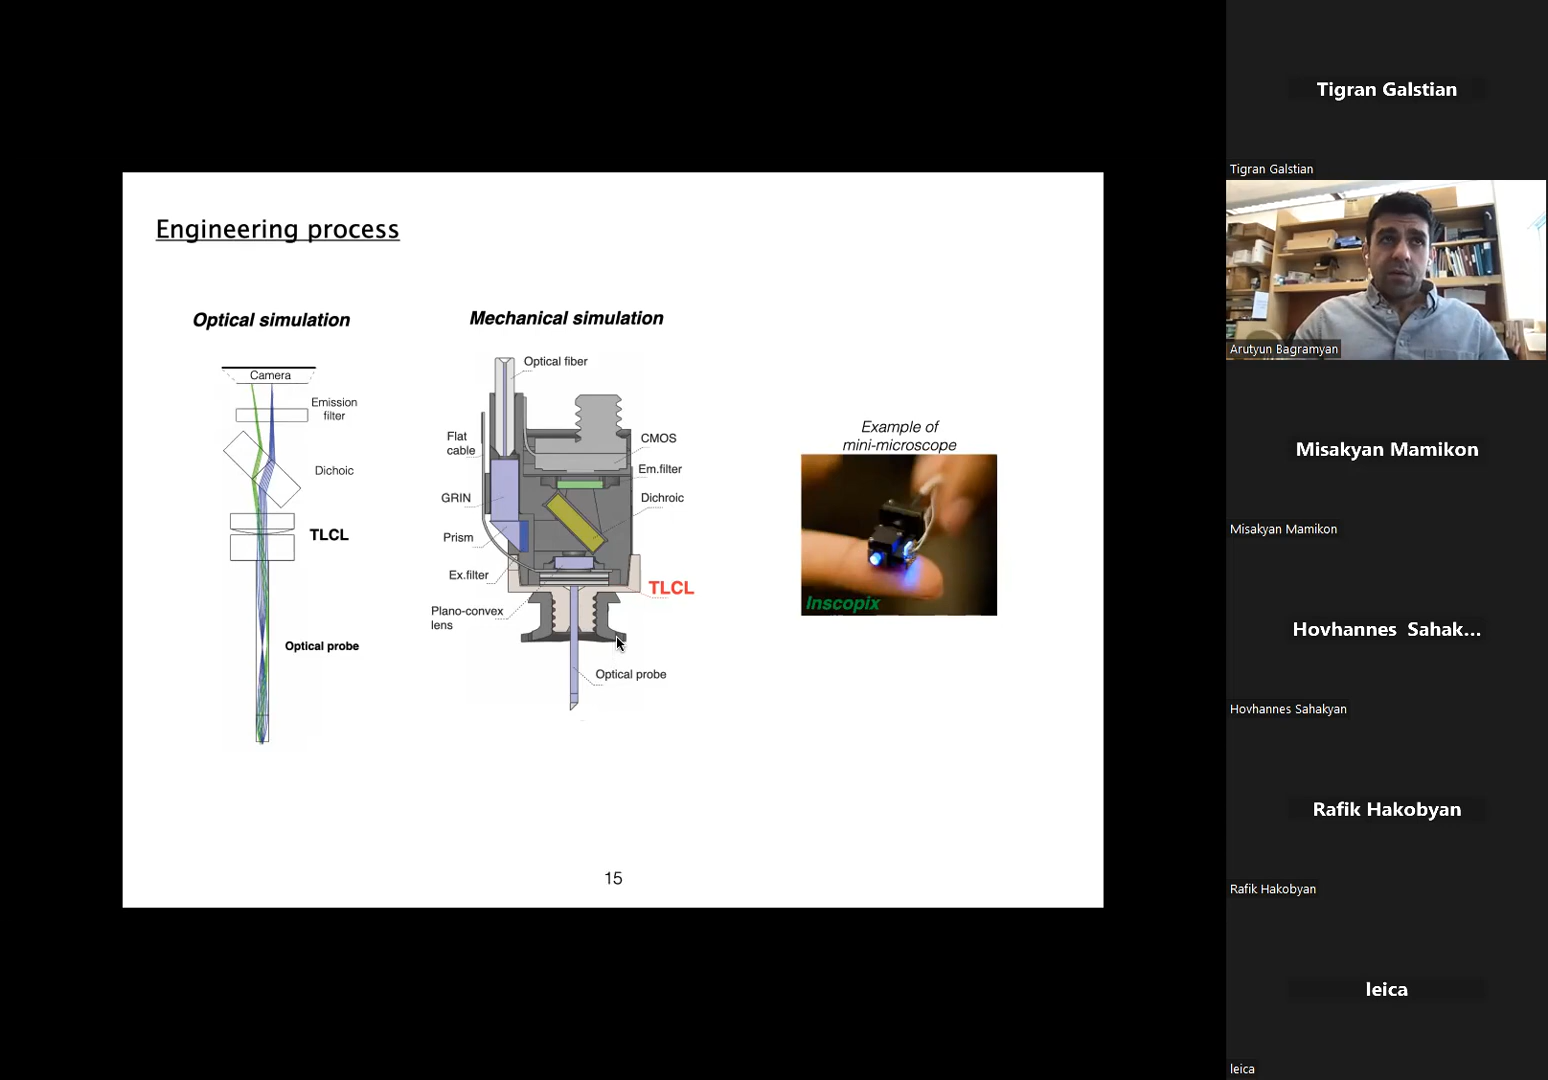 Engineering process
Optical simulation
Camera
Emission
filter
Dichoic
TLCL
Optical probe
Mechanical simulation
Optical fiber
Flat
cable
CMOS
Em.filter
GRIN
Dichroic
Prism
Ex.filter
TLCL
Plano-convex
lens
Optical probe
Example of
mini-microscope
Inscopix
15
Tigran Galstian
Tigran Galstian
Arutyun Bagramyan
Misakyan Mamikon
Misakyan Mamikon
Hovhannes Sahak...
Hovhannes Sahakyan
Rafik Hakobyan
Rafik Hakobyan
leica
leica